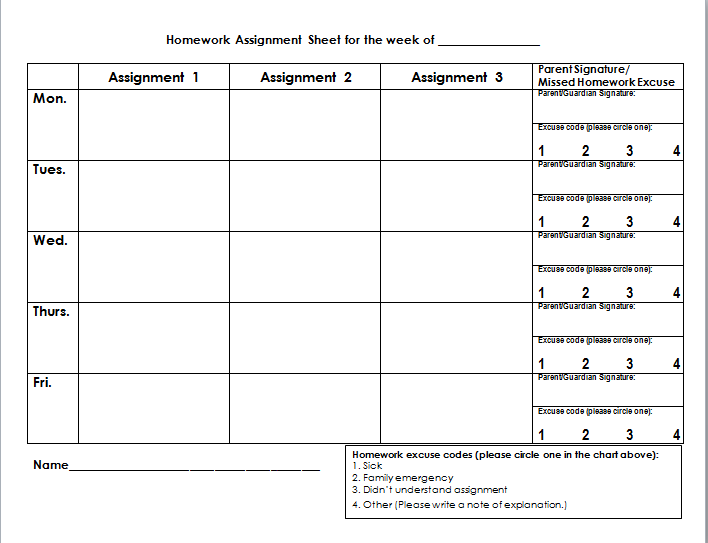 Homework Assignment Sheet for the week of _______________
Assignment 1 Assignment 2 Assignment 3 Parent Signature/
Missed Homework Excuse
Mon. Parent/Guardian Signature:
Excuse code (please circle one):
1 2 3 4
Tues. Parent/Guardian Signature:
Excuse code (please circle one):
1 2 3 4
Wed. Parent/Guardian Signature:
Excuse code (please circle one):
1 2 3 4
Thurs. Parent/Guardian Signature:
Excuse code (please circle one):
1 2 3 4
Fri. Parent/Guardian Signature:
Excuse code (please circle one):
1 2 3 4
Name____________________________________
Homework excuse codes (please circle one in the chart above):
1. Sick
2. Family emergency
3. Didn't understand assignment
4. Other (Please write a note of explanation.)